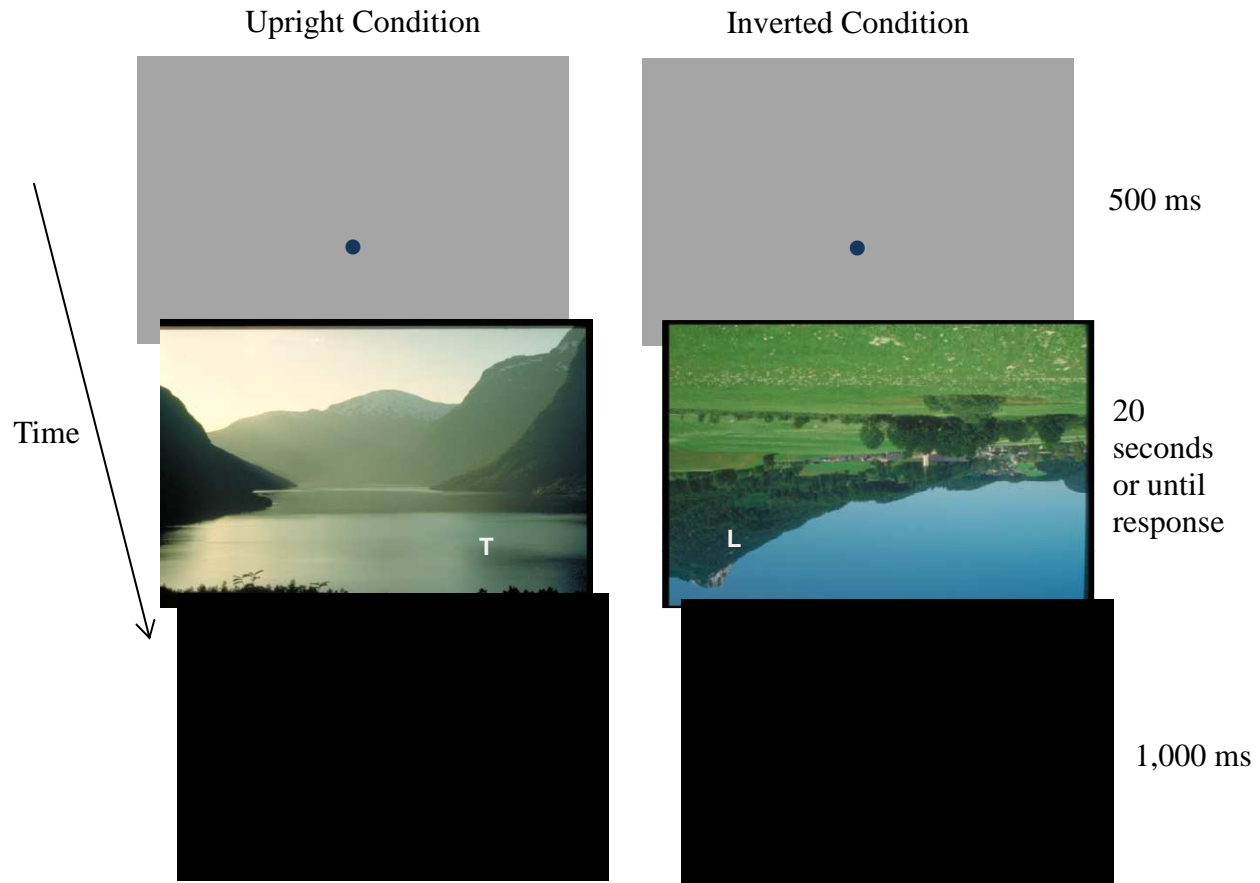 Upright Condition
Inverted Condition
500 ms
Time
T
L
20
seconds
or until
response
1,000 ms